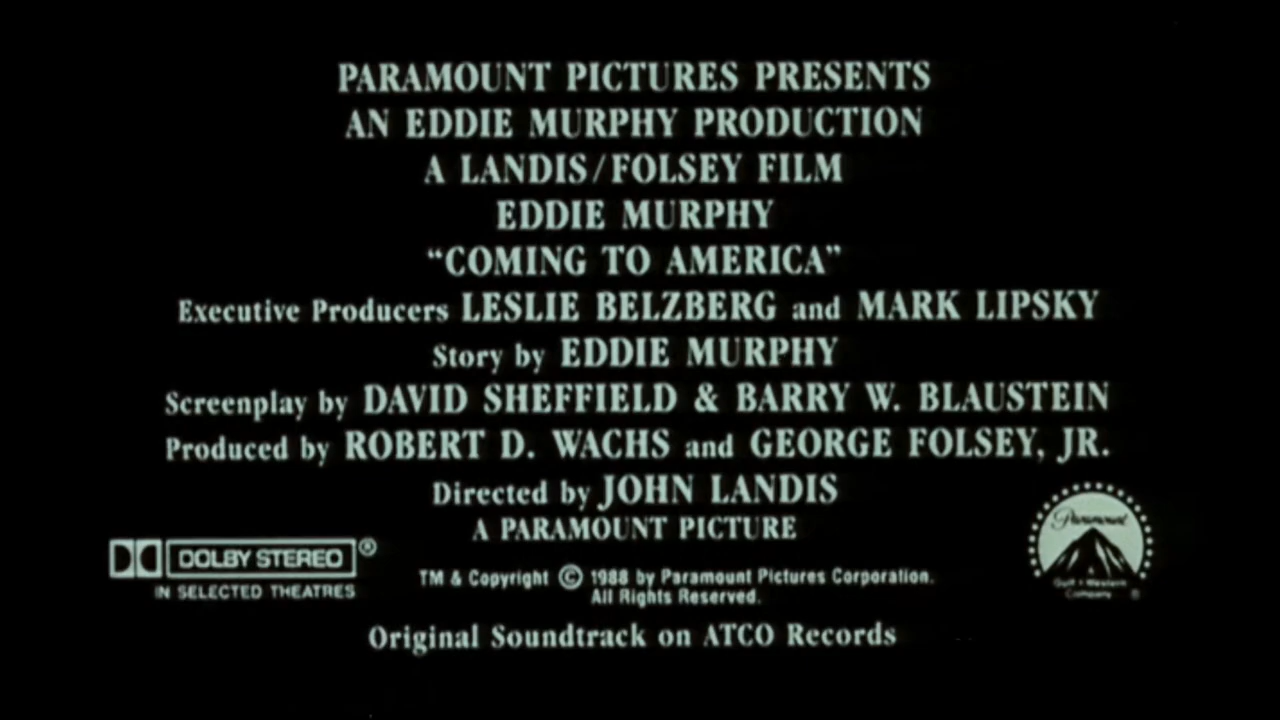 PARAMOUNT PICTURES PRESENTS
AN EDDIE MURPHY PRODUCTION
A LANDIS/FOLSEY FILM
EDDIE MURPHY
“COMING TO AMERICA”
Executive Producers LESLIE BELZBERG and MARK LIPSKY
Story by EDDIE MURPHY
Screenplay by DAVID SHEFFIELD & BARRY W. BLAUSTEIN
Produced by ROBERT D. WACHS and GEORGE FOLSEY, JR.
Directed by JOHN LANDIS
A PARAMOUNT PICTURE
DOLBY STEREO ®
IN SELECTED THEATRES
TM & Copyright © 1988 by Paramount Pictures Corporation.
All Rights Reserved.
Paramount
A
Gulf+Western
Company ®
Original Soundtrack on ATCO Records